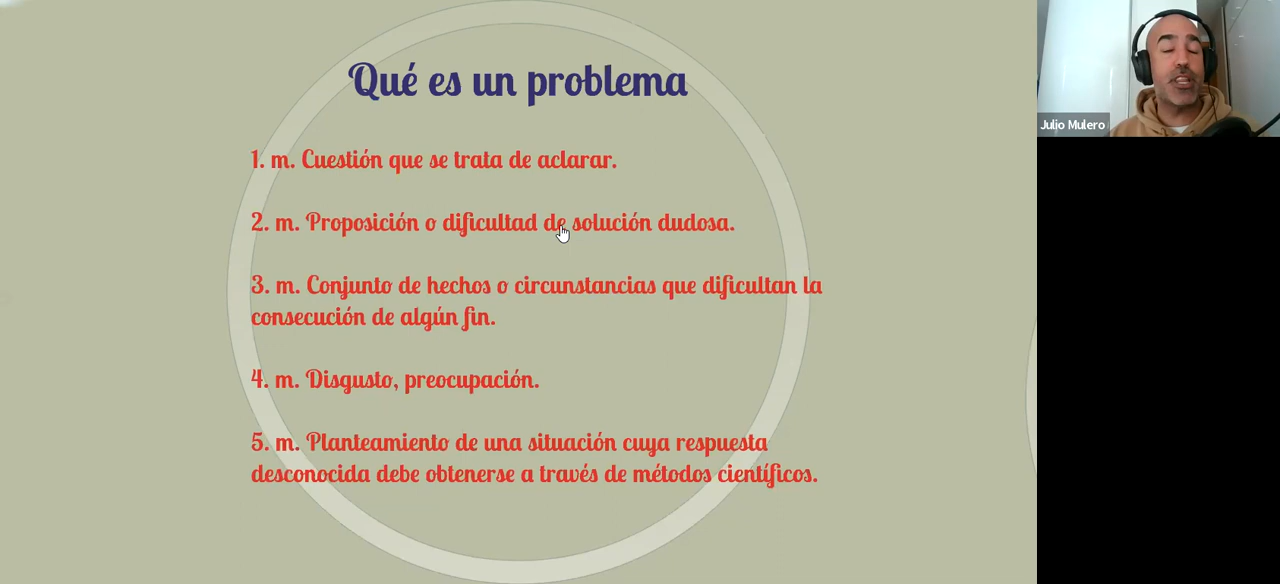 Qué es un problema
1. m. Cuestión que se trata de aclarar.
2. m. Proposición o dificultad de solución dudosa.
3. m. Conjunto de hechos o circunstancias que dificultan la
consecución de algún fin.
4. m. Disgusto, preocupación.
5. m. Planteamiento de una situación cuya respuesta
desconocida debe obtenerse a través de métodos científicos.
Julio Mulero